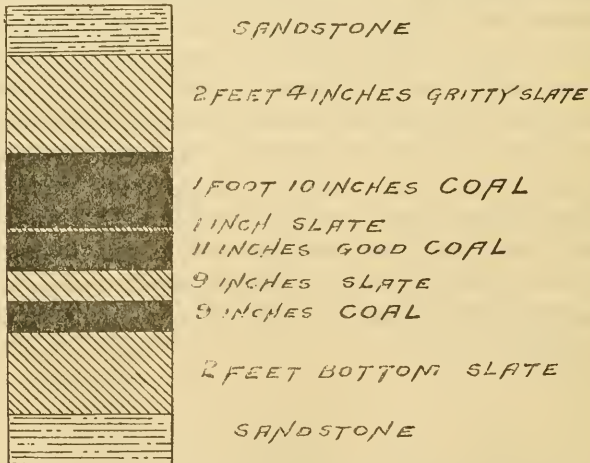 SANDSTONE
2 FEET 4 INCHES GRITTY SLATE
1 FOOT 10 INCHES COAL
1 INCH SLATE
11 INCHES GOOD COAL
9 INCHES SLATE
9 INCHES COAL
2 FEET BOTTOM SLATE
SANDSTONE